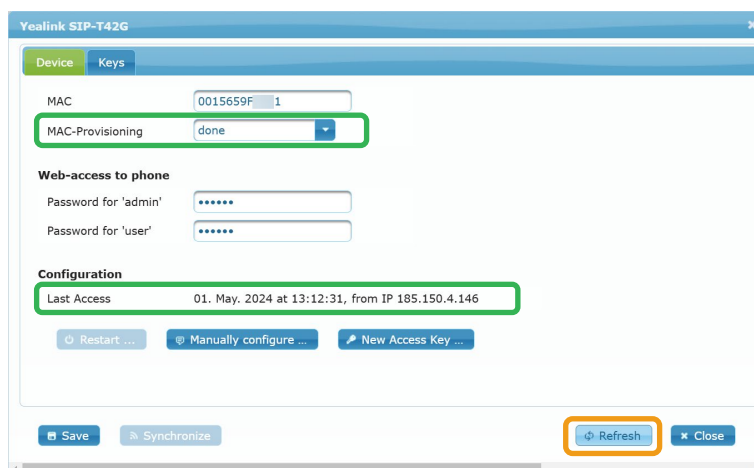 Yealink SIP-T42G
Device Keys
MAC 0015659F 1
MAC-Provisioning done
Web-access to phone
Password for 'admin' ••••••
Password for 'user' ••••••
Configuration
Last Access 01. May. 2024 at 13:12:31, from IP 185.150.4.146
Restart ... Manually configure ... New Access Key ...
Save Synchronize Refresh Close